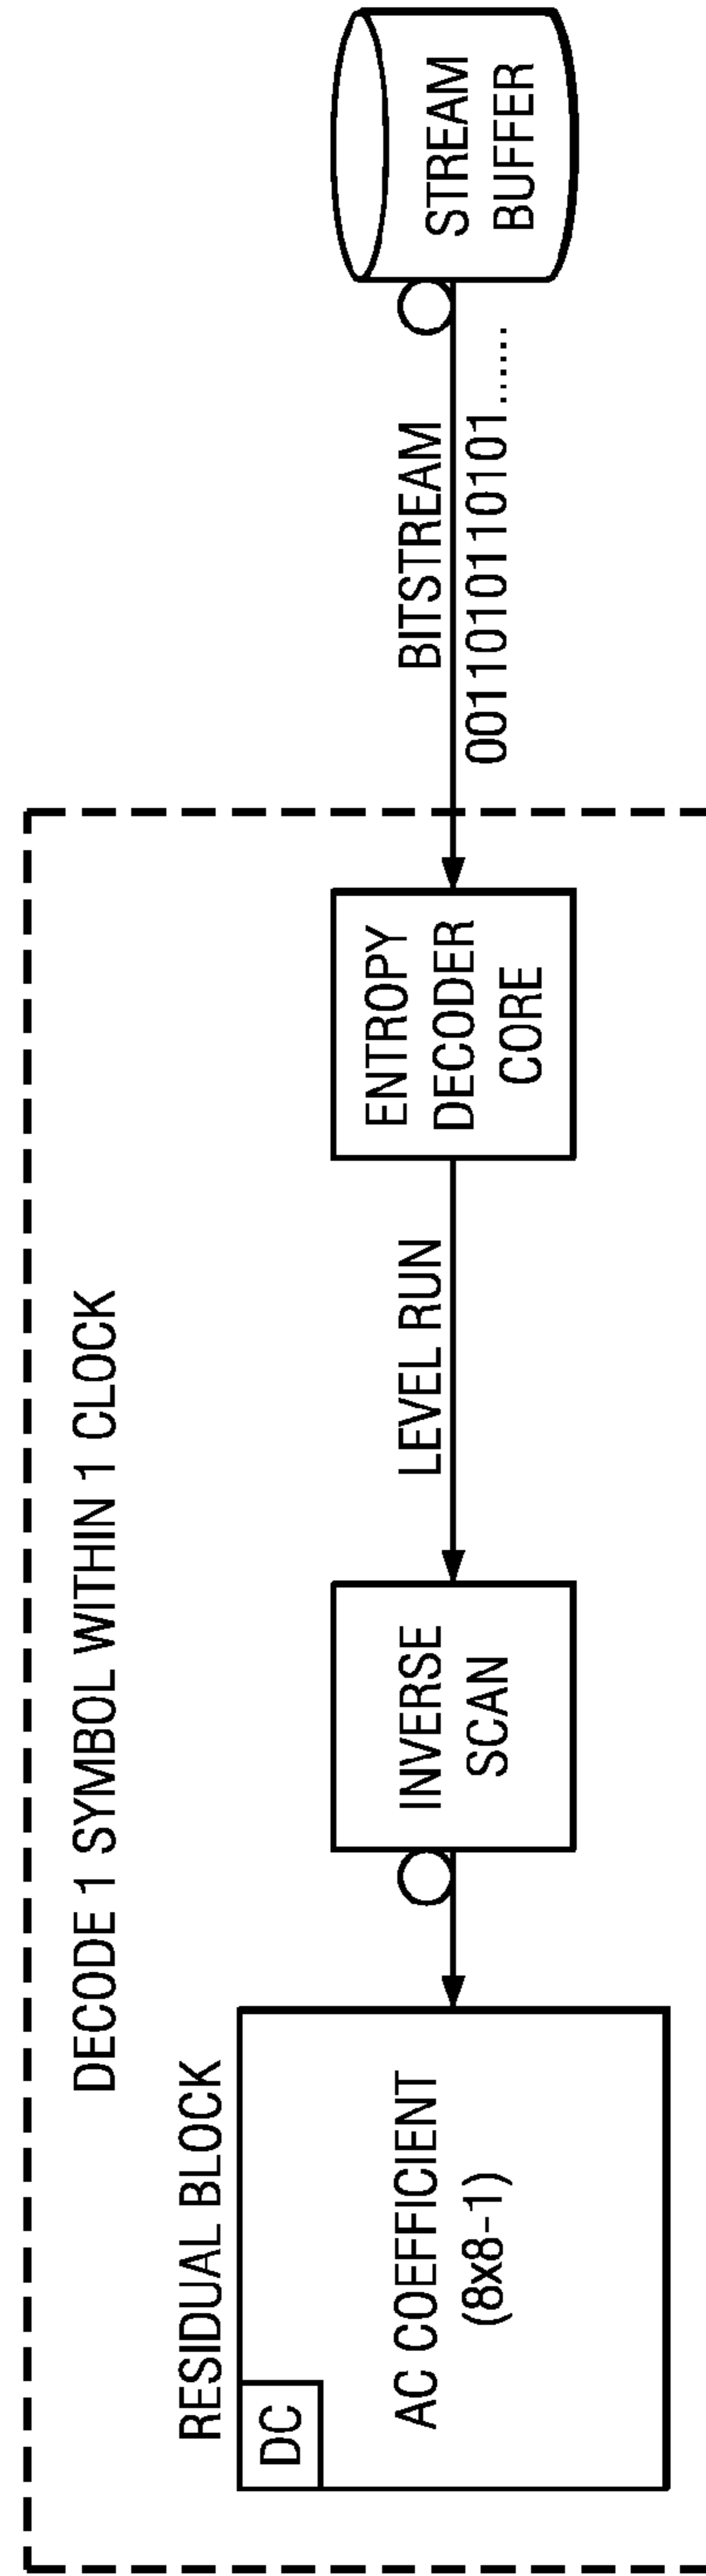 DECODE 1 SYMBOL WITHIN 1 CLOCK
RESIDUAL BLOCK
DC
AC COEFFICIENT
(8x8-1)
INVERSE
SCAN
LEVEL RUN
ENTROPY
DECODER
CORE
BITSTREAM
0011010110101......
STREAM
BUFFER